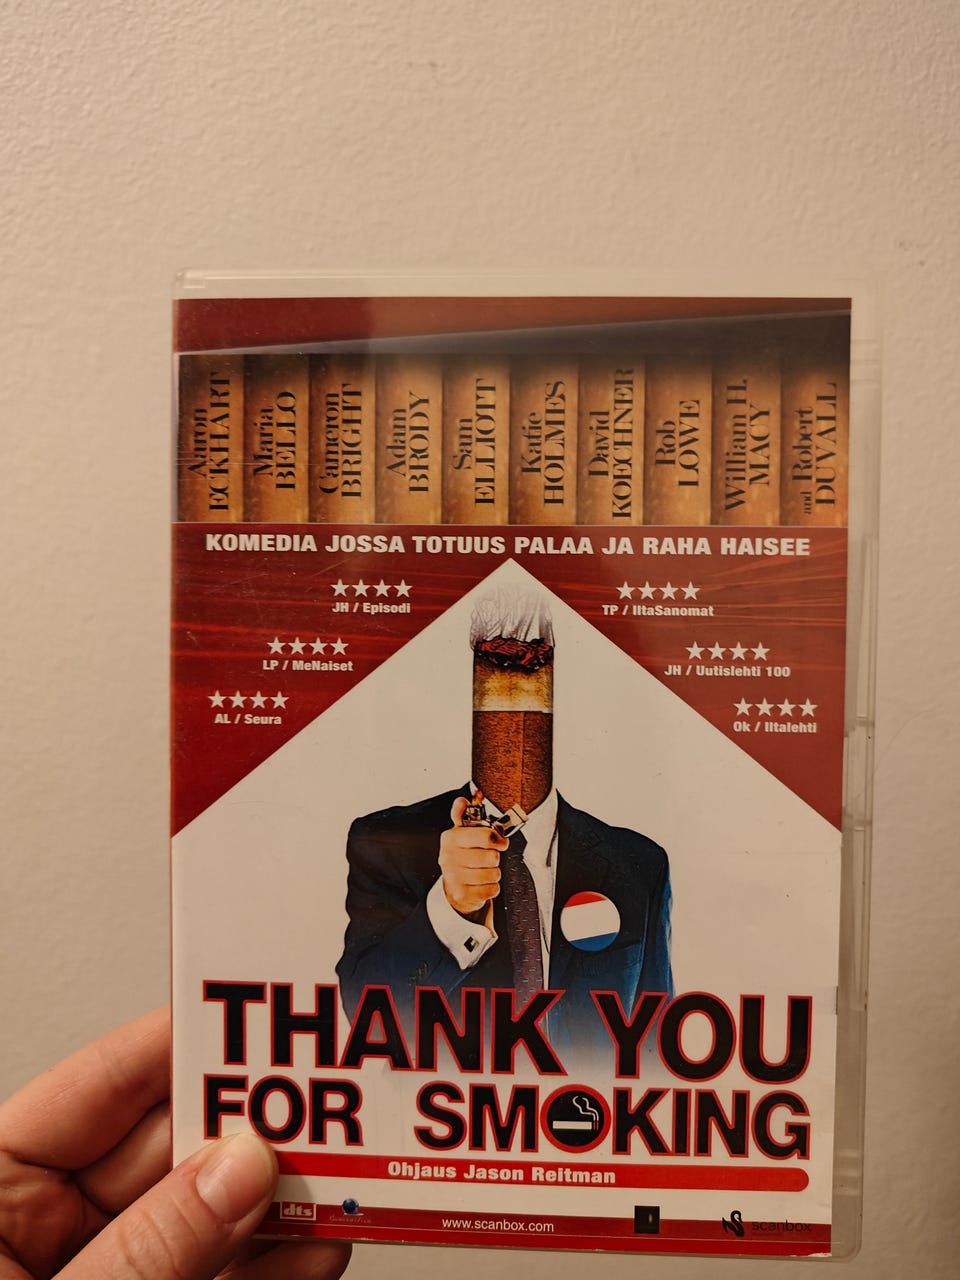 Aaron
ECKHART
Maria
BELLO
Cameron
BRIGHT
Adam
BRODY
Sam
ELLIOTT
Katie
HOLMES
David
KOECHNER
Rob
LOWE
William H.
MACY
and Robert
DUVALL
KOMEDIA JOSSA TOTUUS PALAA JA RAHA HAISEE
JH / Episodi
TP / IltaSanomat
LP / MeNaiset
JH / Uutislehti 100
AL / Seura
Ok / Iltalehti
THANK YOU
FOR SMOKING
Ohjaus Jason Reitman
dts
www.scanbox.com
scanbox